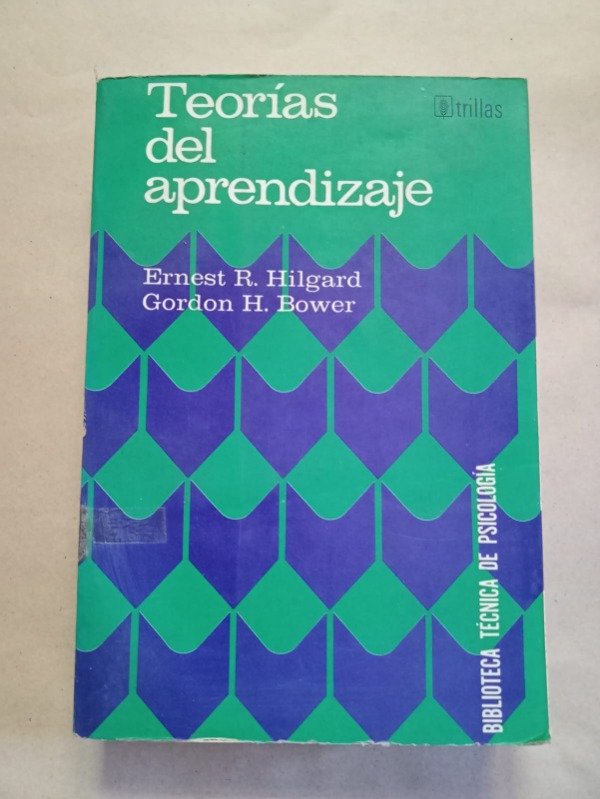 Teorías
del
aprendizaje
trillas
Ernest R. Hilgard
Gordon H. Bower
BIBLIOTECA TÉCNICA DE PSICOLOGÍA